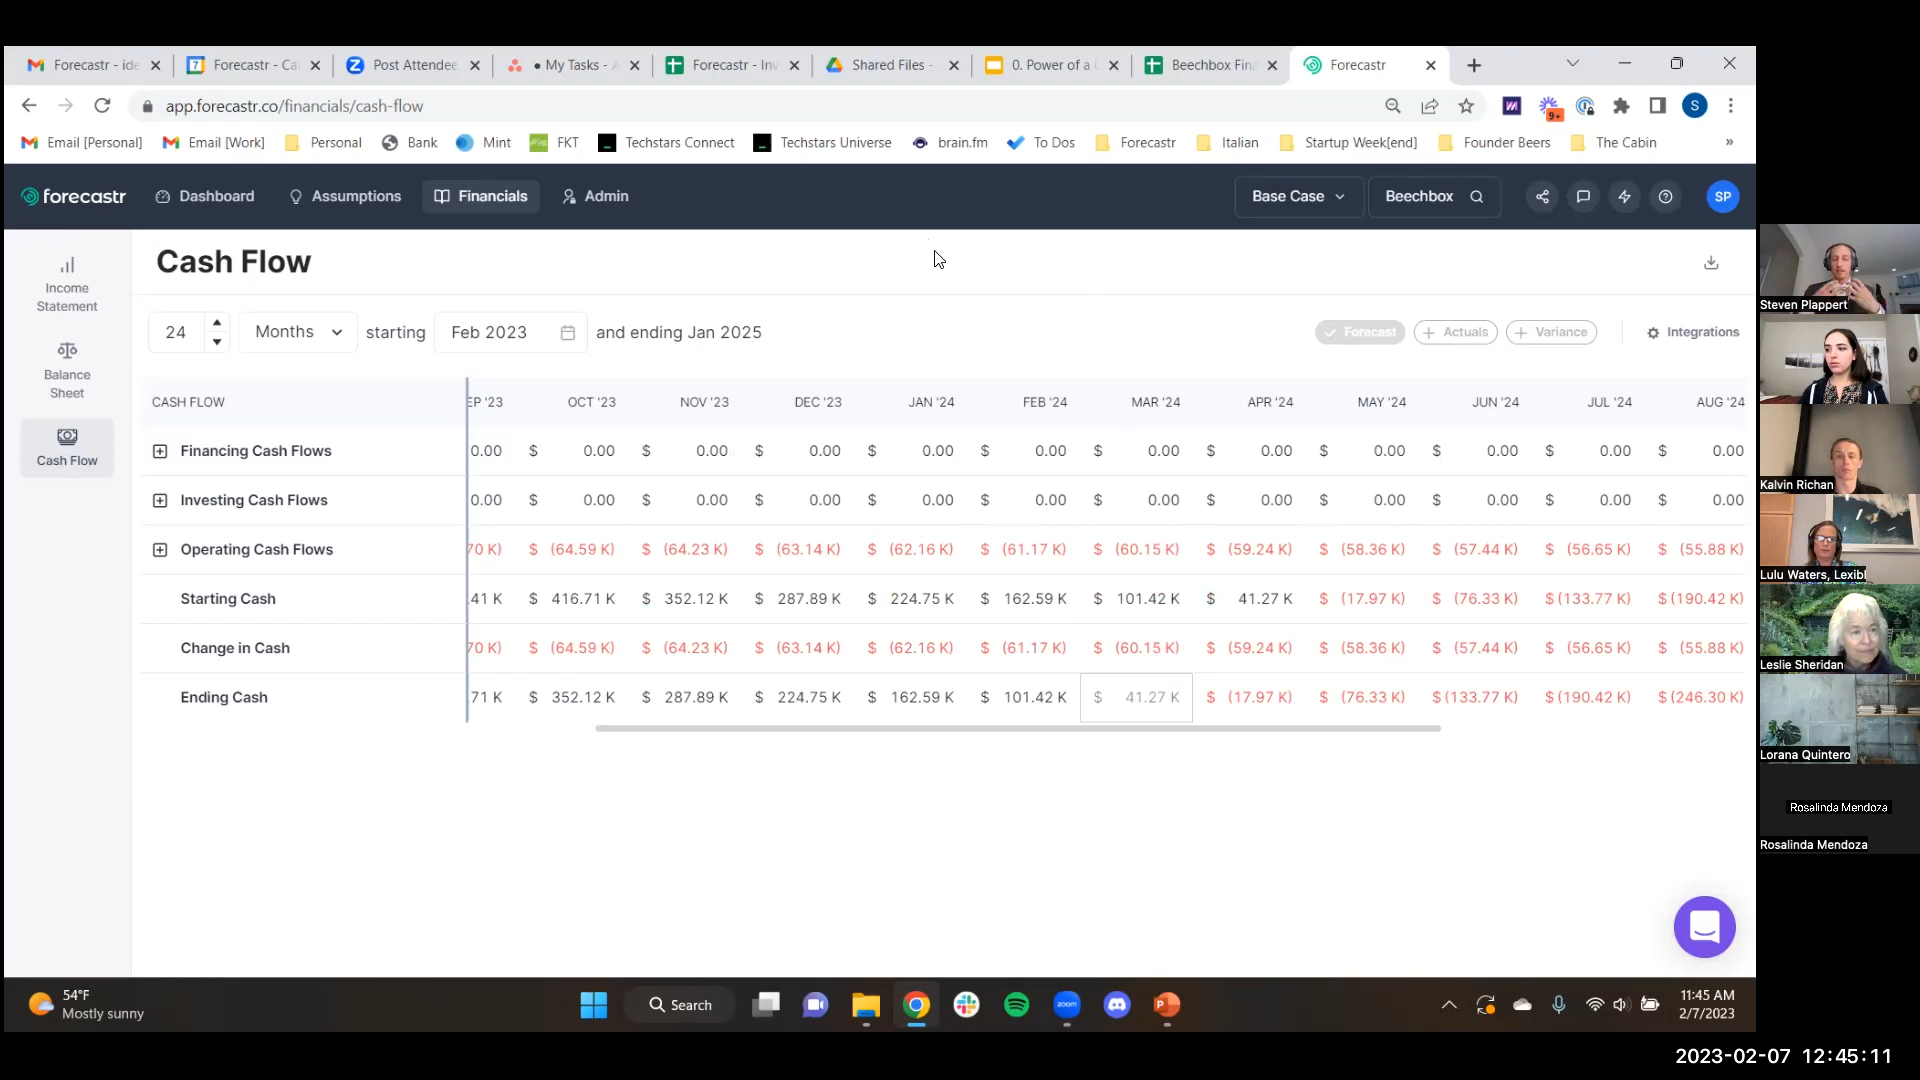 Forecastr - ide
Forecastr - Ca
Post Attendee
● My Tasks - A
Forecastr - Inv
Shared Files -
0. Power of a
Beechbox Fin
Forecastr
app.forecastr.co/financials/cash-flow
9+
S
Email [Personal]
Email [Work]
Personal
Bank
Mint
FKT
Techstars Connect
Techstars Universe
brain.fm
To Dos
Forecastr
Italian
Startup Week[end]
Founder Beers
The Cabin
»
forecastr
Dashboard
Assumptions
Financials
Admin
Base Case
Beechbox
SP
Income
Statement
Balance
Sheet
Cash Flow
Cash Flow
24
Months
starting
Feb 2023
and ending Jan 2025
Forecast
Actuals
Variance
Integrations
CASH FLOW EP '23 OCT '23 NOV '23 DEC '23 JAN '24 FEB '24 MAR '24 APR '24 MAY '24 JUN '24 JUL '24 AUG '24
Financing Cash Flows 0.00 $ 0.00 $ 0.00 $ 0.00 $ 0.00 $ 0.00 $ 0.00 $ 0.00 $ 0.00 $ 0.00 $ 0.00 $ 0.00
Investing Cash Flows 0.00 $ 0.00 $ 0.00 $ 0.00 $ 0.00 $ 0.00 $ 0.00 $ 0.00 $ 0.00 $ 0.00 $ 0.00 $ 0.00
Operating Cash Flows 70 K) $ (64.59 K) $ (64.23 K) $ (63.14 K) $ (62.16 K) $ (61.17 K) $ (60.15 K) $ (59.24 K) $ (58.36 K) $ (57.44 K) $ (56.65 K) $ (55.88 K)
Starting Cash .41 K $ 416.71 K $ 352.12 K $ 287.89 K $ 224.75 K $ 162.59 K $ 101.42 K $ 41.27 K $ (17.97 K) $ (76.33 K) $ (133.77 K) $ (190.42 K)
Change in Cash 70 K) $ (64.59 K) $ (64.23 K) $ (63.14 K) $ (62.16 K) $ (61.17 K) $ (60.15 K) $ (59.24 K) $ (58.36 K) $ (57.44 K) $ (56.65 K) $ (55.88 K)
Ending Cash 71 K $ 352.12 K $ 287.89 K $ 224.75 K $ 162.59 K $ 101.42 K $ 41.27 K $ (17.97 K) $ (76.33 K) $ (133.77 K) $ (190.42 K) $ (246.30 K)
Steven Plappert
Kalvin Richan
Lulu Waters, Lexibl
Leslie Sheridan
Lorana Quintero
Rosalinda Mendoza
Rosalinda Mendoza
54°F
Mostly sunny
Search
zoom
11:45 AM
2/7/2023
2023-02-07 12:45:11